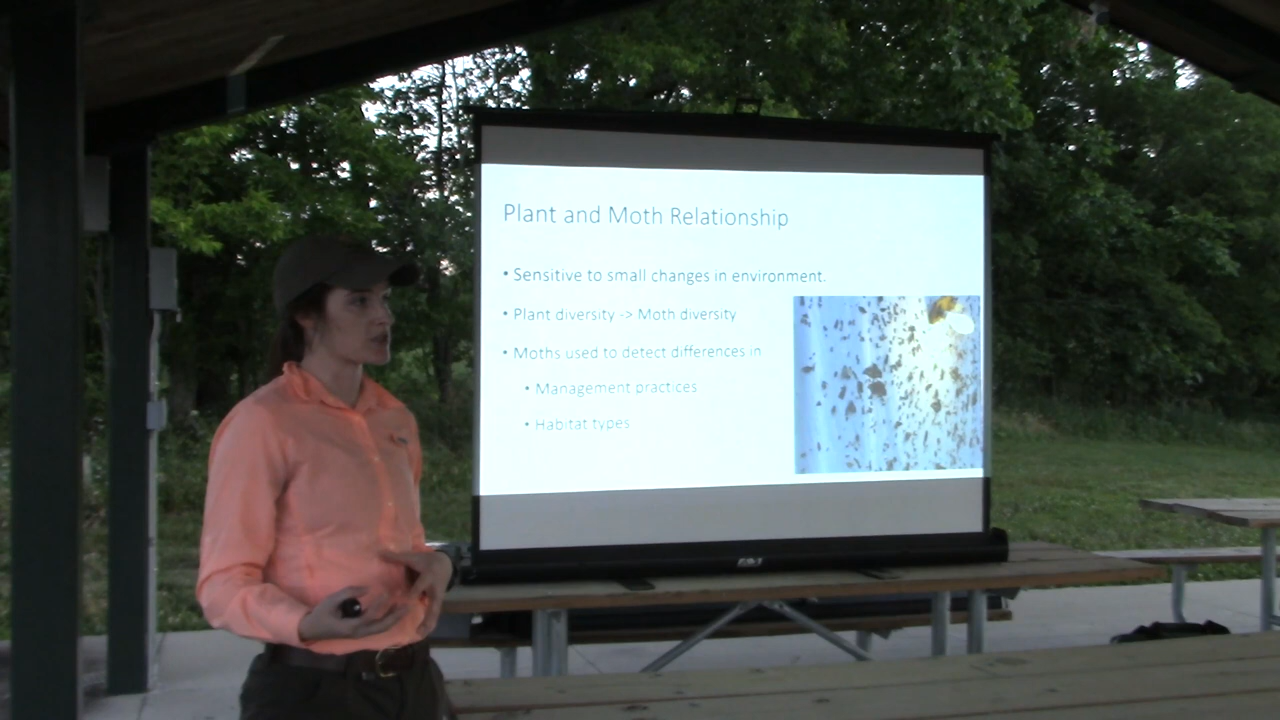 Plant and Moth Relationship
• Sensitive to small changes in environment.
• Plant diversity -> Moth diversity
• Moths used to detect differences in
• Management practices
• Habitat types